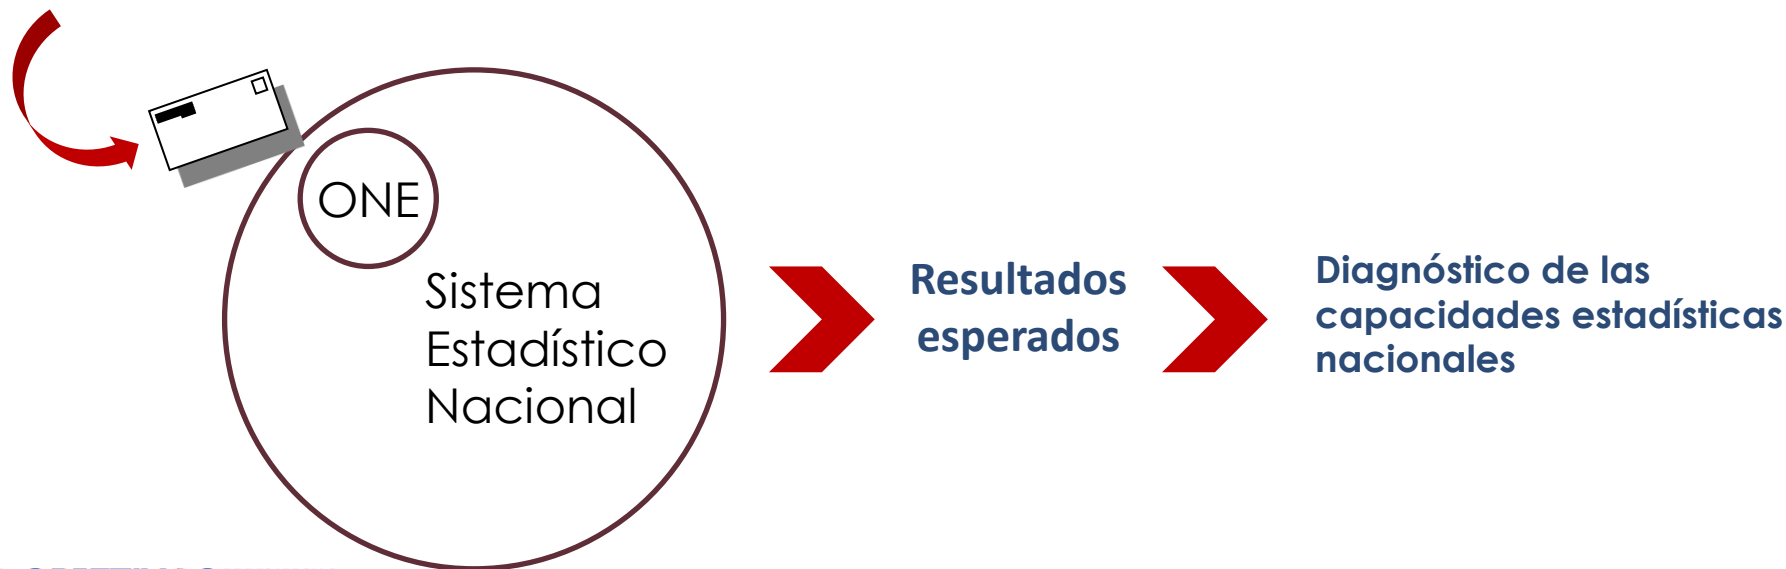 ONE
Sistema
Estadístico
Nacional
Resultados
esperados
Diagnóstico de las
capacidades estadísticas
nacionales